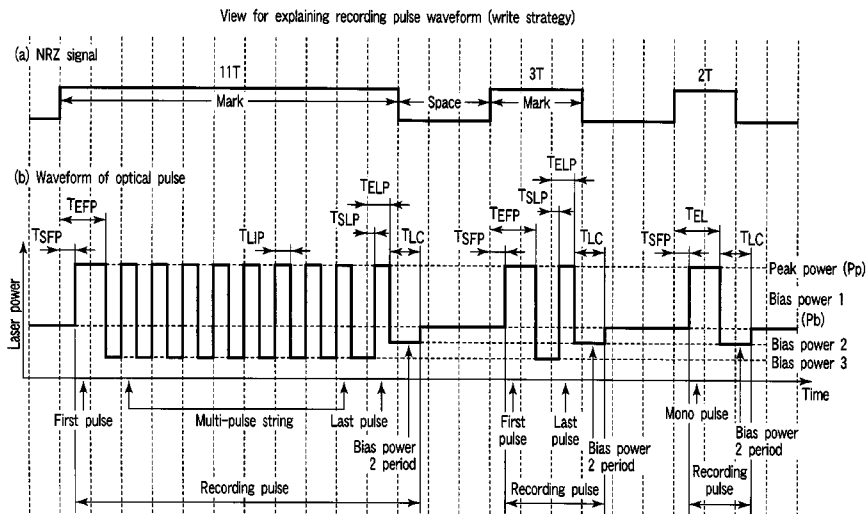 View for explaining recording pulse waveform (write strategy)
(a) NRZ signal
11T
3T
2T
Mark
Space
Mark
(b) Waveform of optical pulse
TELP
TELP
TEFP
TSLP
TSLP
TEFP
TEL
TSFP
TLIP
TLC
TSFP
TLC
TSFP
TLC
Laser power
Peak power (Pp)
Bias power 1
(Pb)
Bias power 2
Bias power 3
Time
First pulse
Multi-pulse string
Last pulse
Bias power
2 period
First
pulse
Last
pulse
Bias power
2 period
Mono pulse
Bias power
2 period
Recording pulse
Recording pulse
Recording
pulse